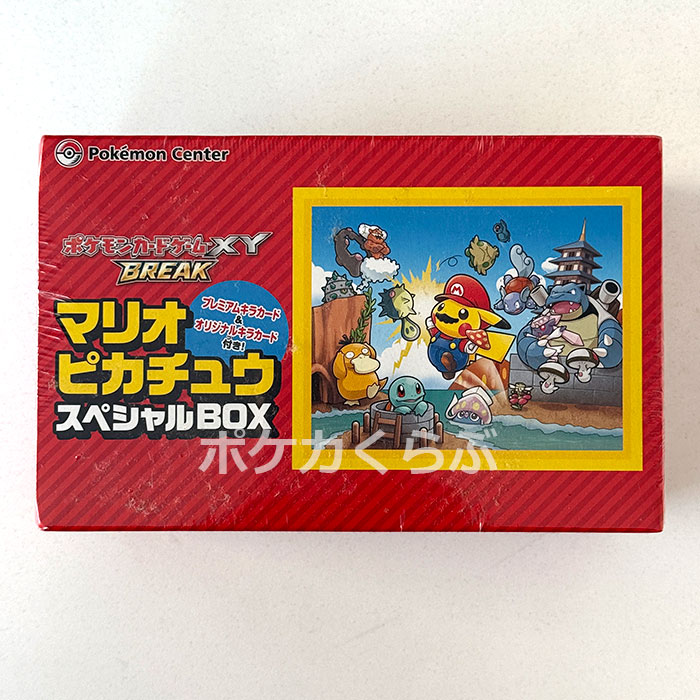 Pokémon Center
ポケモンカードゲームXY
BREAK
プレミアムキラカード
&
オリジナルキラカード
付き!
マリオ
ピカチュウ
スペシャルBOX
ポケカくらぶ
M